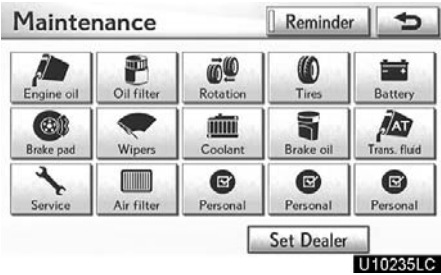 Maintenance Reminder
Engine oil Oil filter Rotation Tires Battery
AT
Brake pad Wipers Coolant Brake oil Trans. fluid
Service Air filter Personal Personal Personal
Set Dealer
U10235LC